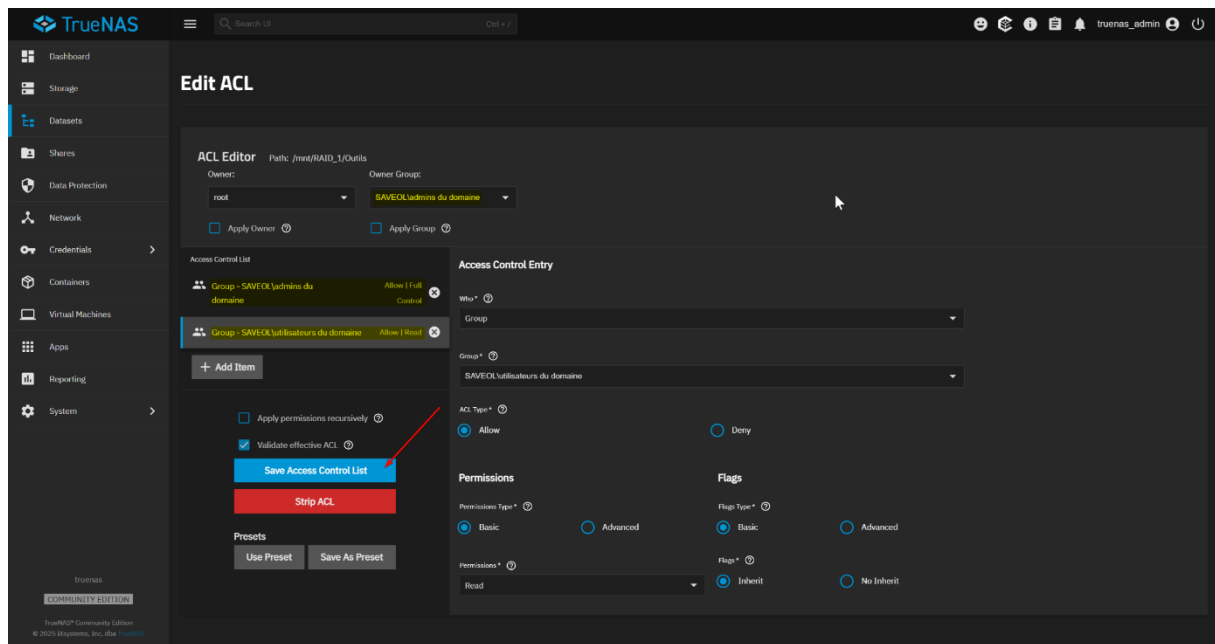 TrueNAS
Search UI
Ctrl + /
truenas_admin
Dashboard
Storage
Datasets
Shares
Data Protection
Network
Credentials
Containers
Virtual Machines
Apps
Reporting
System
truenas
COMMUNITY EDITION
TrueNAS® Community Edition
© 2025 iXsystems, Inc. dba TrueNAS
Edit ACL
ACL Editor Path: /mnt/RAID_1/Outils
Owner: Owner Group:
root SAVEOL\admins du domaine
Apply Owner Apply Group
Access Control List
Group - SAVEOL\admins du Allow | Full
domaine Control
Group - SAVEOL\utilisateurs du domaine Allow | Read
+ Add Item
Apply permissions recursively
Validate effective ACL
Save Access Control List
Strip ACL
Presets
Use Preset Save As Preset
Access Control Entry
Who *
Group
Group *
SAVEOL\utilisateurs du domaine
ACL Type *
Allow Deny
Permissions Flags
Permissions Type * Flags Type *
Basic Advanced Basic Advanced
Permissions * Flags *
Read Inherit No Inherit